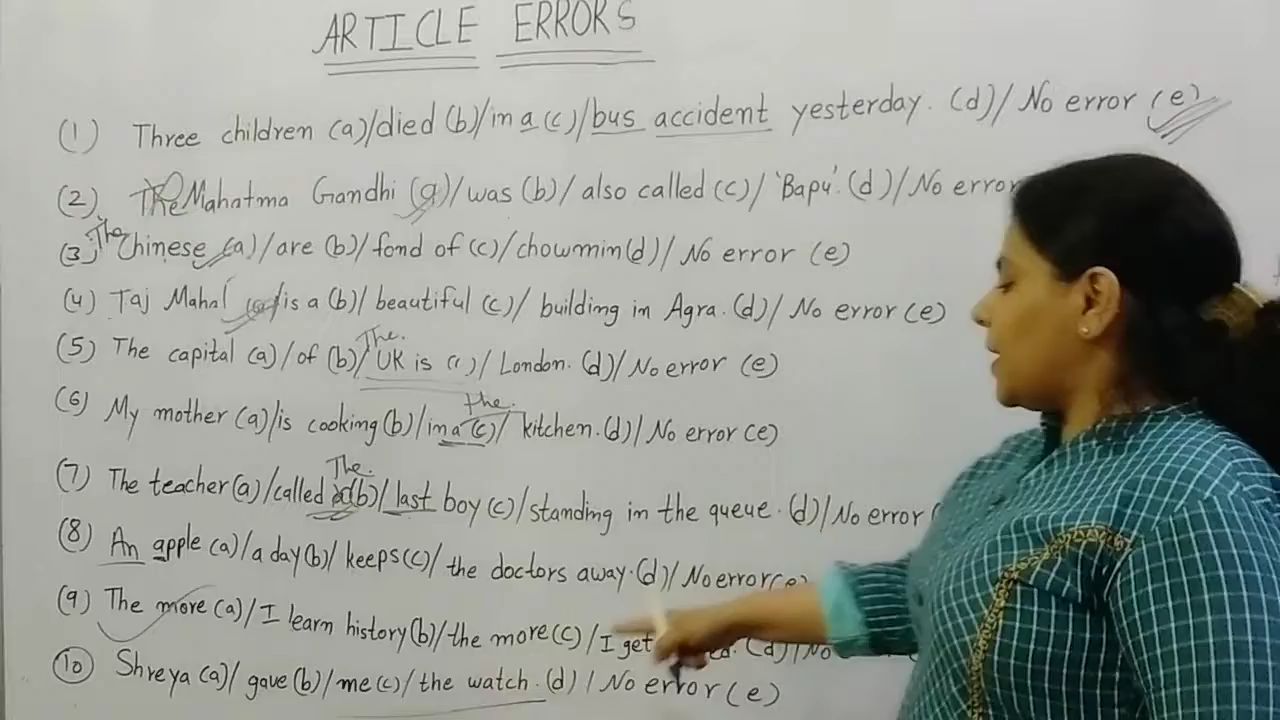 ARTICLE ERRORS
(1) Three children (a)/died (b)/in a (c)/bus accident yesterday. (d)/ No error (e)
(2) The Mahatma Gandhi (a)/was (b)/ also called (c)/ 'Bapu'. (d)/ No error
The
(3) Chinese (a)/are (b)/ fond of (c)/ chowmin (d)/ No error (e)
(4) Taj Mahal (a)/is a (b)/ beautiful (c)/ building in Agra. (d)/ No error (e)
The.
(5) The capital (a)/of (b)/ UK is (c)/ London. (d)/ No error (e)
the.
(6) My mother (a)/is cooking (b)/ in a (c)/ kitchen. (d)/ No error (e)
The.
(7) The teacher (a)/called a (b)/ last boy (c)/ standing in the queue. (d)/ No error (
(8) An apple (a)/a day (b)/ keeps (c)/ the doctors away. (d)/ No error (e)
(9) The more (a)/ I learn history (b)/ the more (c)/ I get (d)/ No
(10) Shreya (a)/ gave (b)/ me (c)/ the watch. (d) / No error (e)